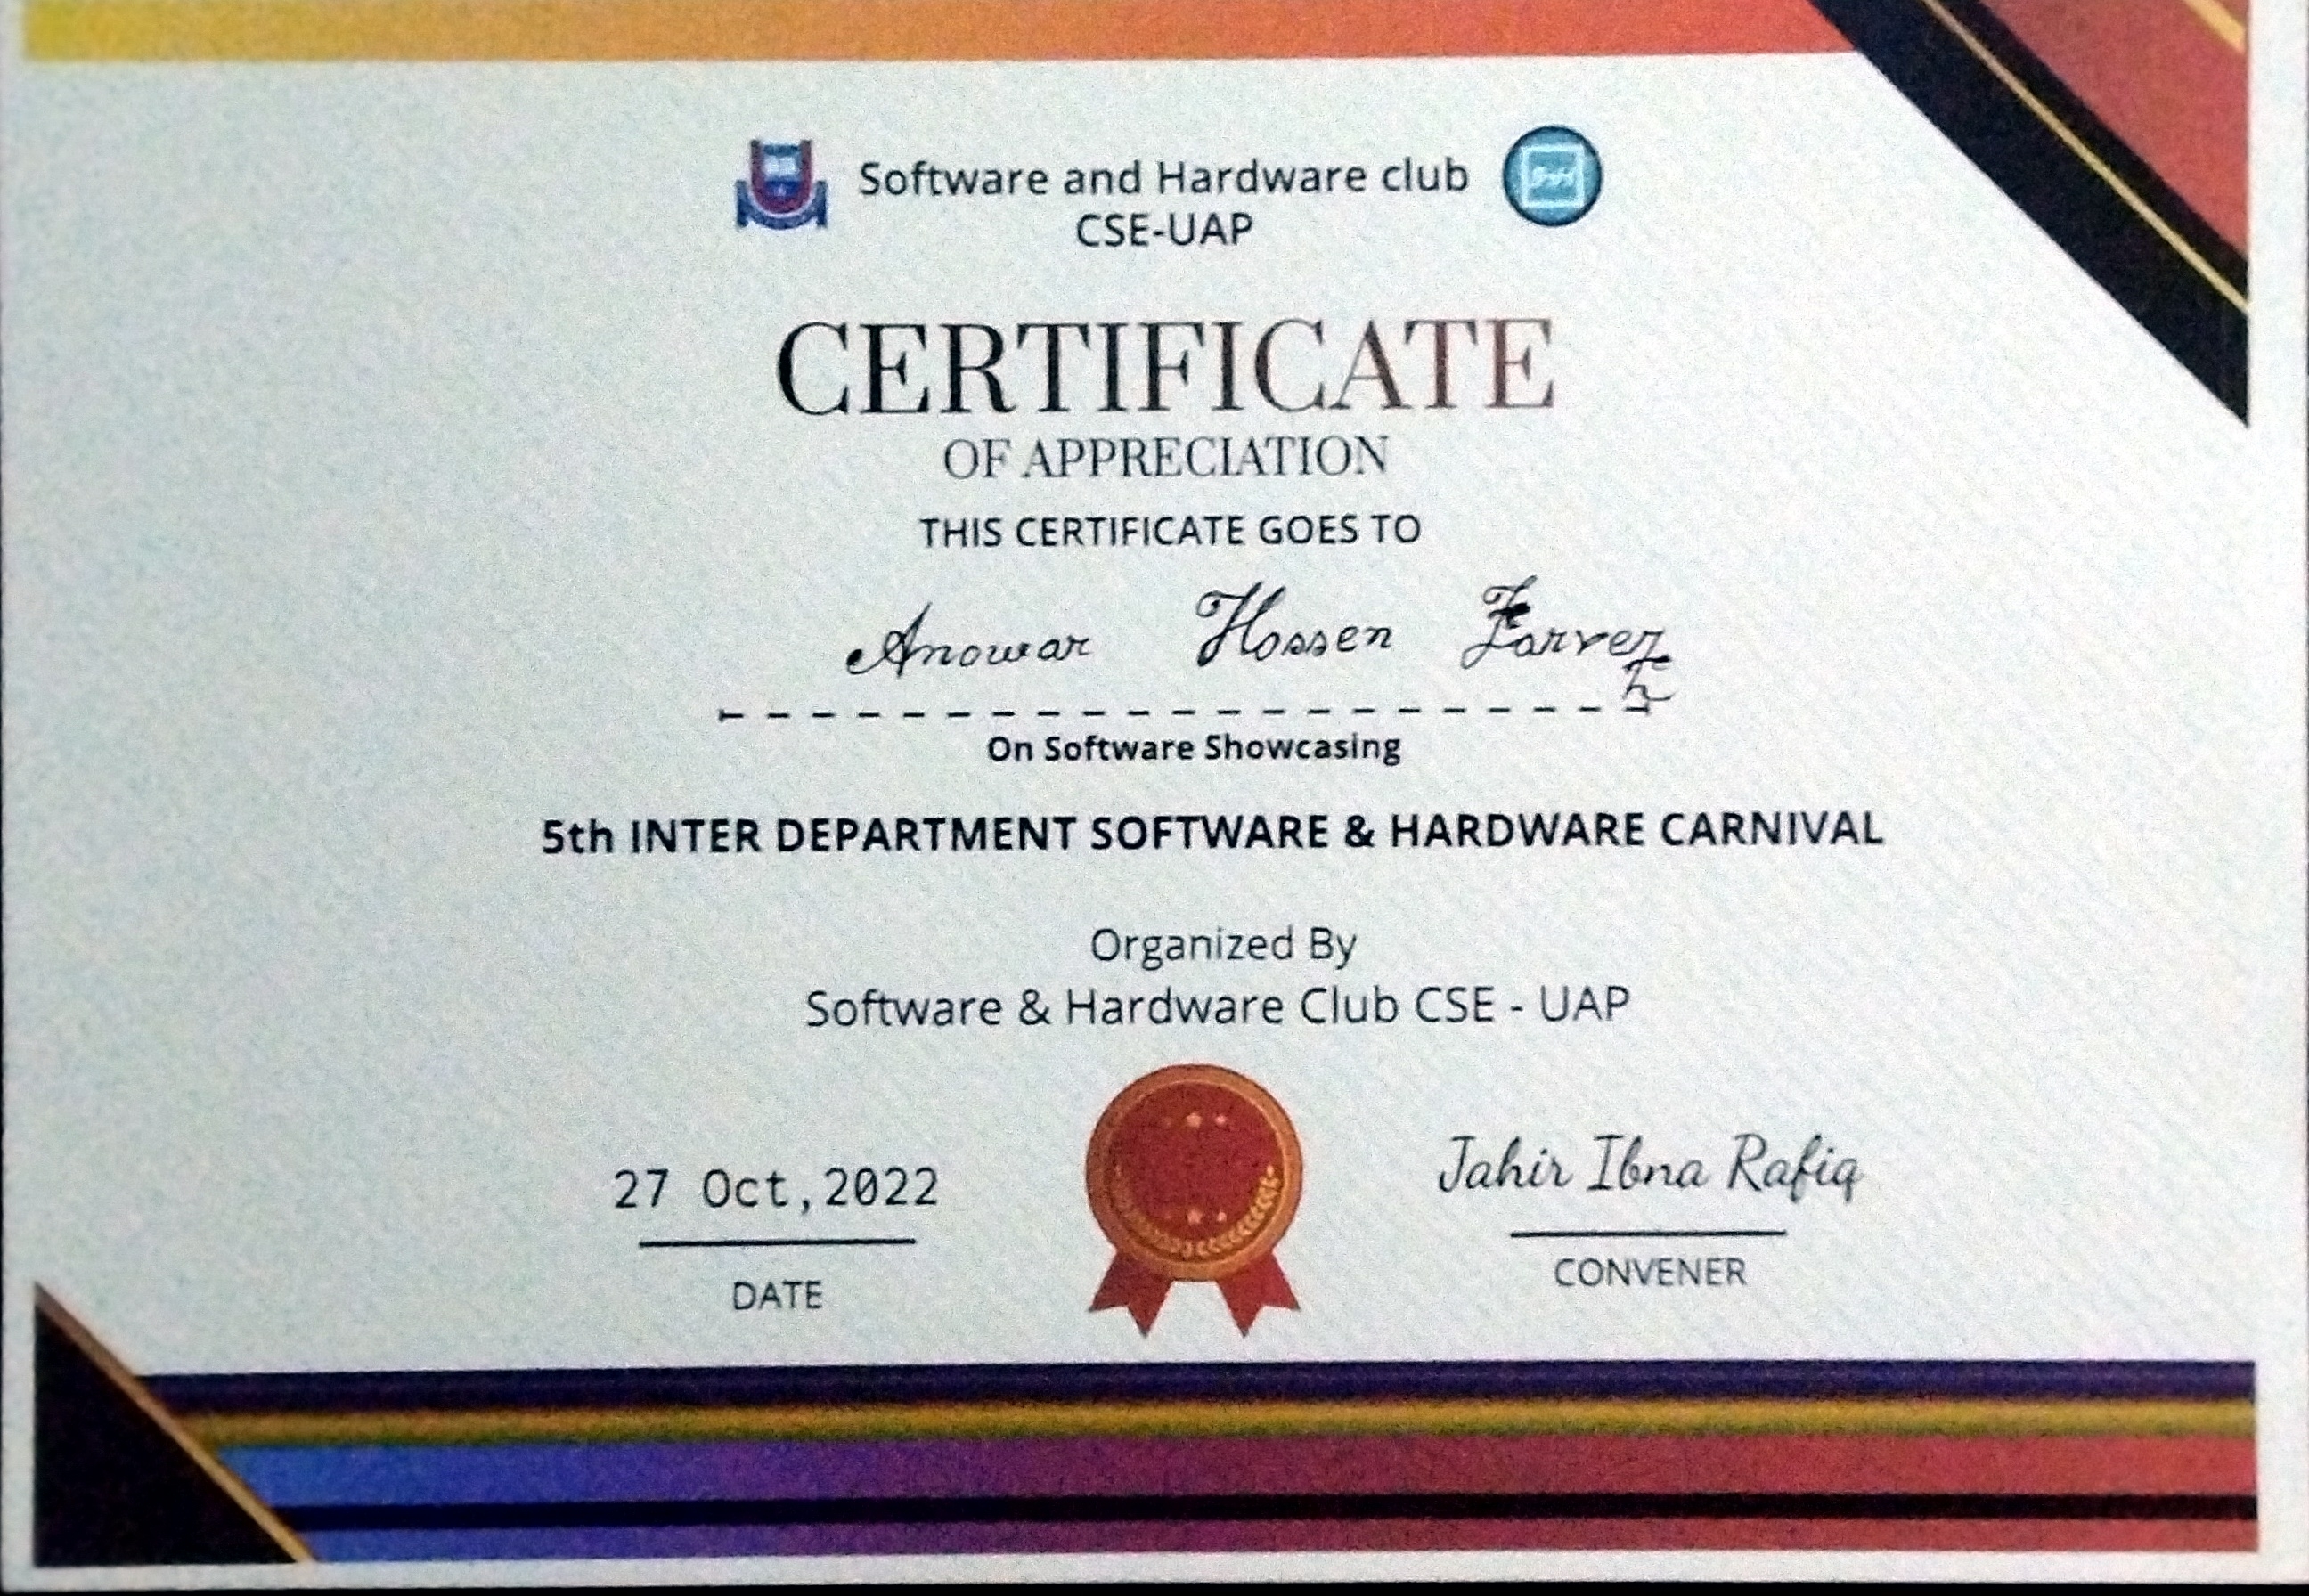 Software and Hardware club
CSE-UAP
CERTIFICATE
OF APPRECIATION
THIS CERTIFICATE GOES TO
Anowar Hossen
On Software Showcasing
5th INTER DEPARTMENT SOFTWARE & HARDWARE CARNIVAL
Organized By
Software & Hardware Club CSE - UAP
27 Oct,2022
Jahir Ibna Rafiq
DATE
CONVENER